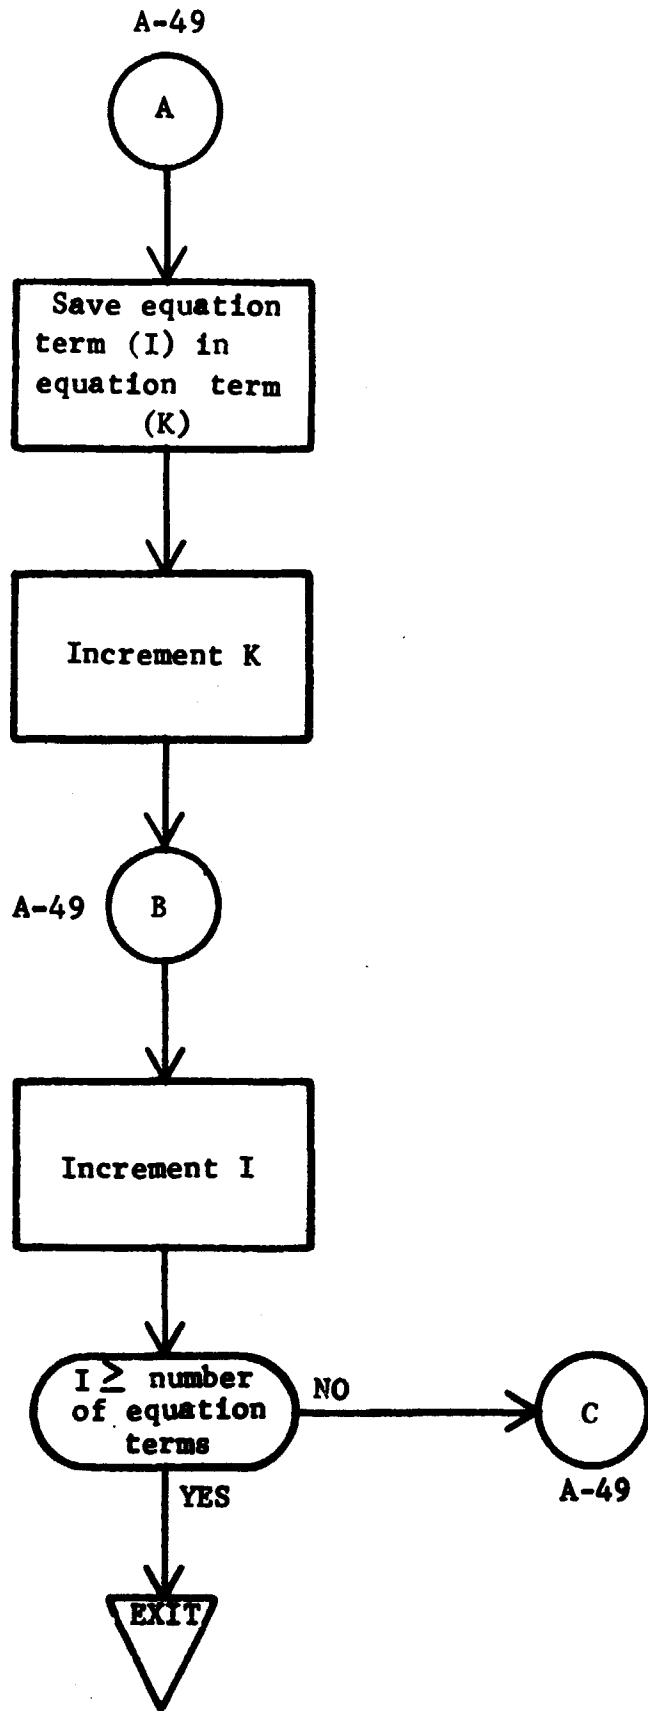 A-49
A
Save equation
term (I) in
equation term
(K)
Increment K
A-49
B
Increment I
I ≥ number
of equation
terms
NO
C
A-49
YES
EXIT